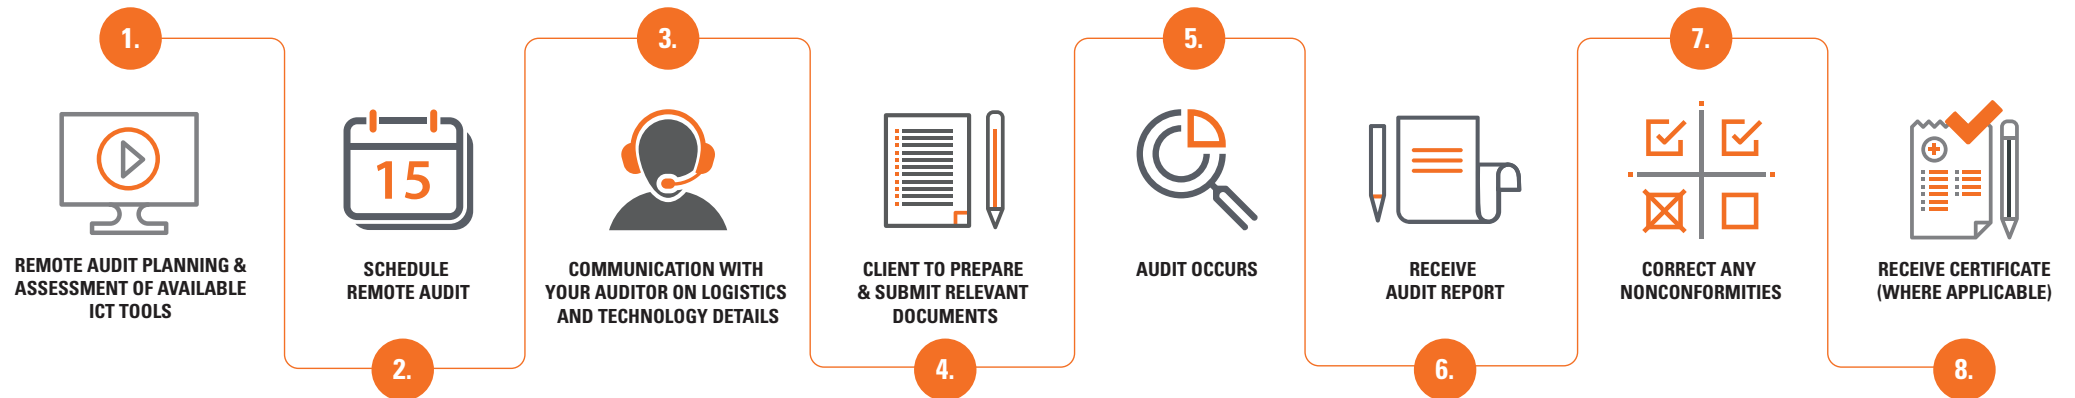 1.
REMOTE AUDIT PLANNING &
ASSESSMENT OF AVAILABLE
ICT TOOLS
15
SCHEDULE
REMOTE AUDIT
2.
3.
COMMUNICATION WITH
YOUR AUDITOR ON LOGISTICS
AND TECHNOLOGY DETAILS
CLIENT TO PREPARE
& SUBMIT RELEVANT
DOCUMENTS
4.
5.
AUDIT OCCURS
RECEIVE
AUDIT REPORT
6.
7.
CORRECT ANY
NONCONFORMITIES
RECEIVE CERTIFICATE
(WHERE APPLICABLE)
8.